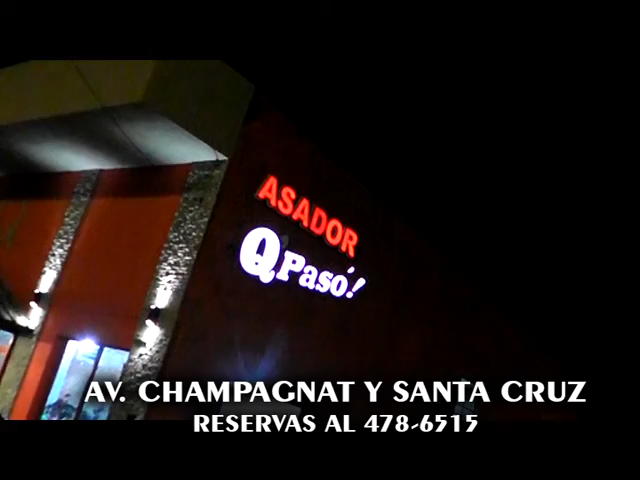 ASADOR
Q'Pasó!
AV. CHAMPAGNAT Y SANTA CRUZ
RESERVAS AL 478-6515